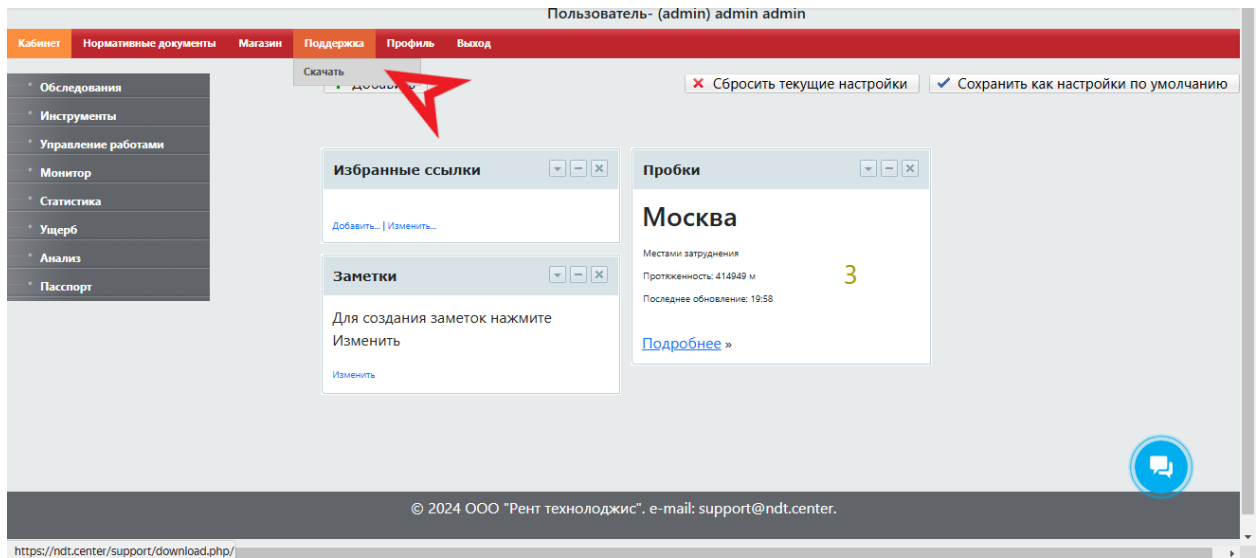 Пользователь- (admin) admin admin
Кабинет Нормативные документы Магазин Поддержка Профиль Выход
Скачать
Добавить
Сбросить текущие настройки
Сохранить как настройки по умолчанию
Обследования
Инструменты
Управление работами
Монитор
Статистика
Ущерб
Анализ
Пасспорт
Избранные ссылки
Добавить... | Изменить...
Заметки
Для создания заметок нажмите
Изменить
Изменить
Пробки
Москва
Местами затруднения
Протяженность: 414949 м
3
Последнее обновление: 19:58
Подробнее »
© 2024 ООО "Рент технолоджис". e-mail: support@ndt.center.
https://ndt.center/support/download.php/